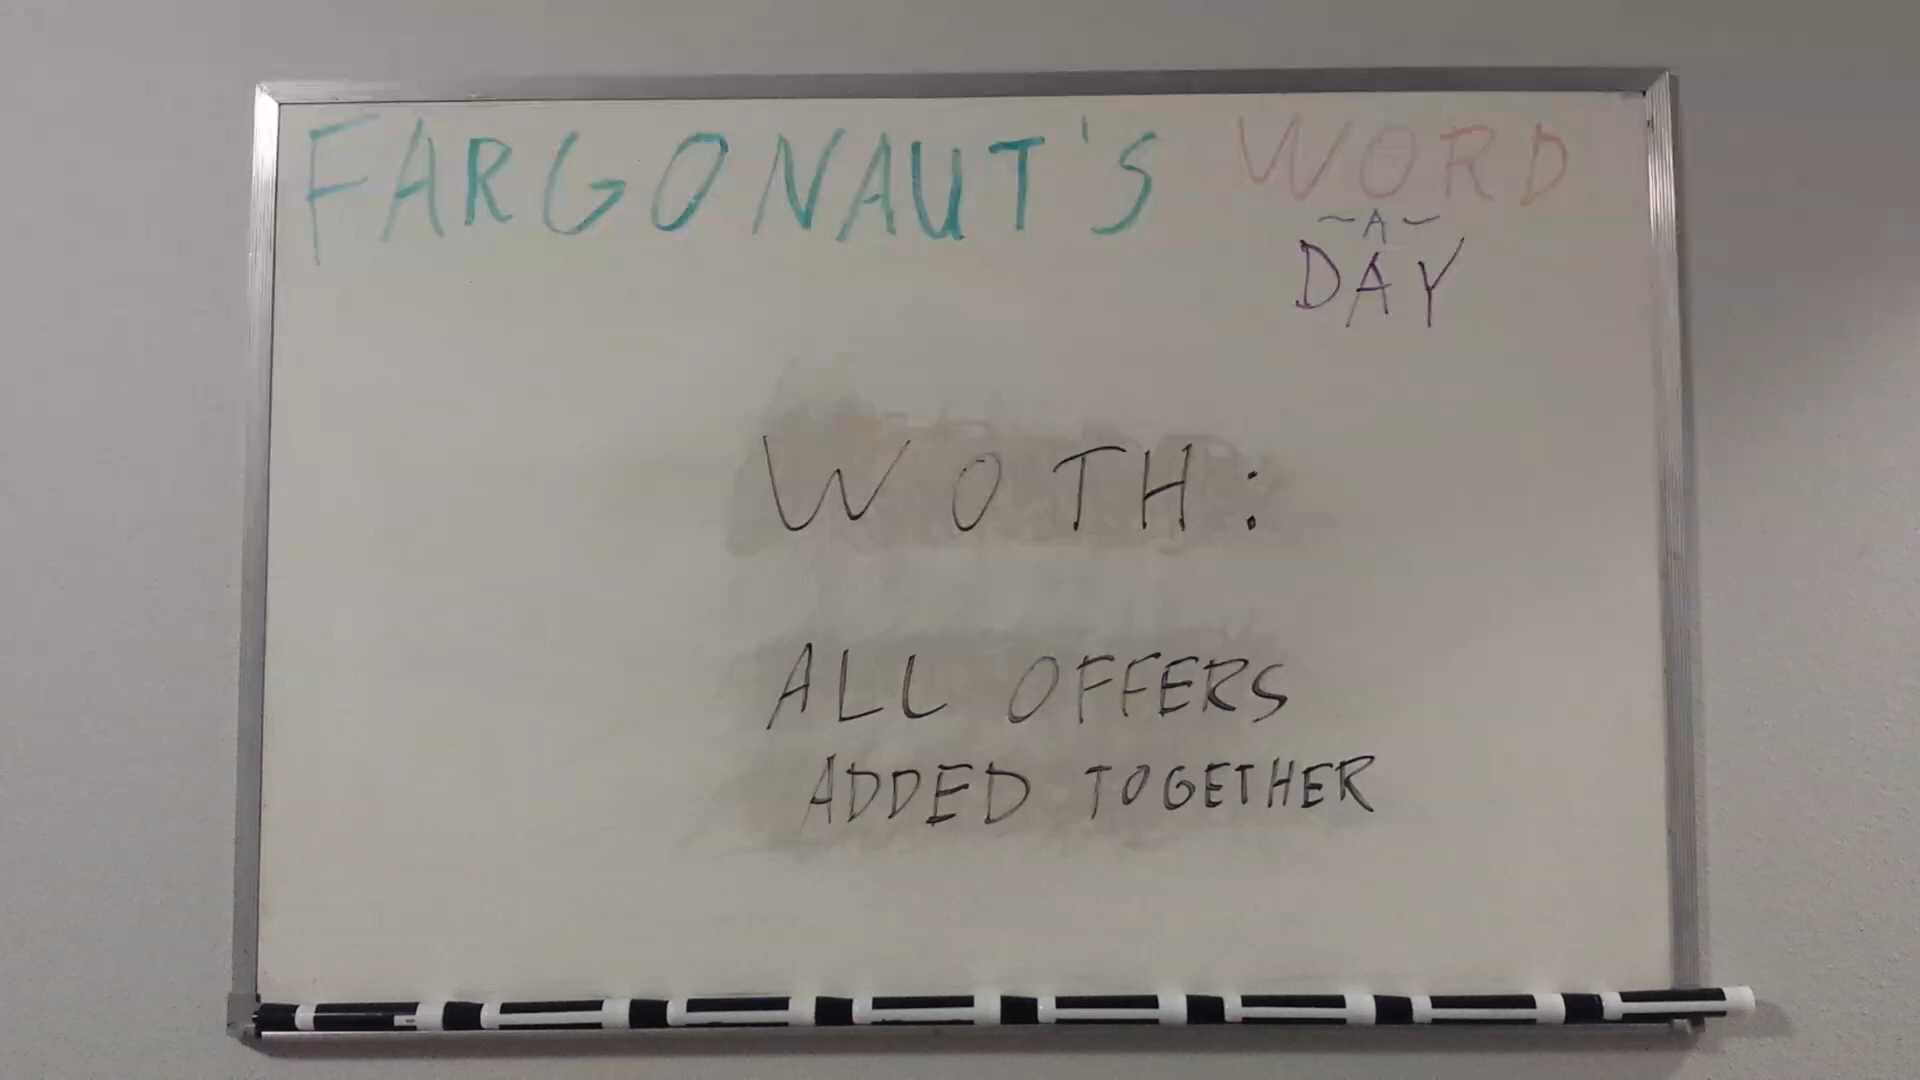 FARGONAUT'S WORD
~A~
DAY
WOTH:
ALL OFFERS
ADDED TOGETHER